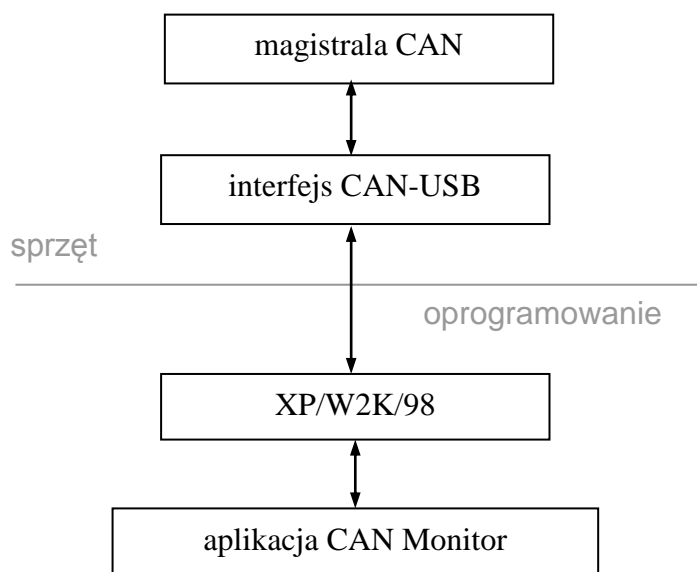 magistrala CAN
interfejs CAN-USB
sprzęt
oprogramowanie
XP/W2K/98
aplikacja CAN Monitor